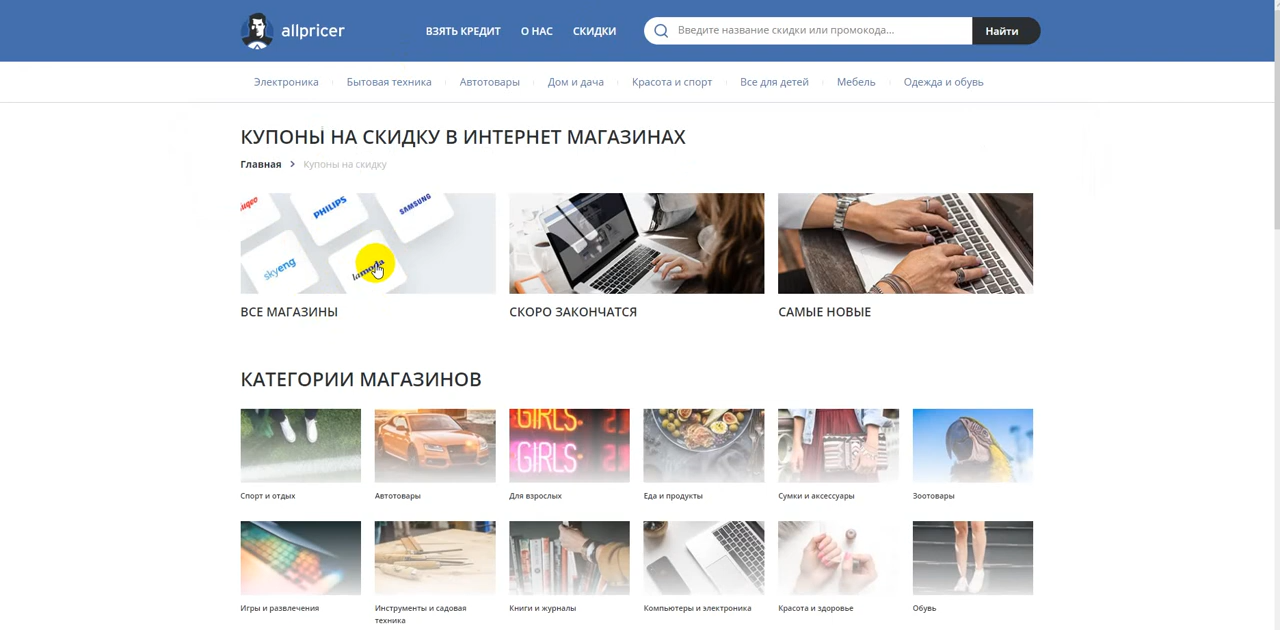 allpricer
ВЗЯТЬ КРЕДИТ
О НАС
СКИДКИ
Введите название скидки или промокода...
Найти
Электроника
Бытовая техника
Автотовары
Дом и дача
Красота и спорт
Все для детей
Мебель
Одежда и обувь
КУПОНЫ НА СКИДКУ В ИНТЕРНЕТ МАГАЗИНАХ
Главная
Купоны на скидку
PHILIPS
SAMSUNG
skyeng
lamoda
ВСЕ МАГАЗИНЫ
СКОРО ЗАКОНЧАТСЯ
САМЫЕ НОВЫЕ
КАТЕГОРИИ МАГАЗИНОВ
GIRLS
GIRLS
Спорт и отдых
Автотовары
Для взрослых
Еда и продукты
Сумки и аксессуары
Зоотовары
Игры и развлечения
Инструменты и садовая
техника
Книги и журналы
Компьютеры и электроника
Красота и здоровье
Обувь